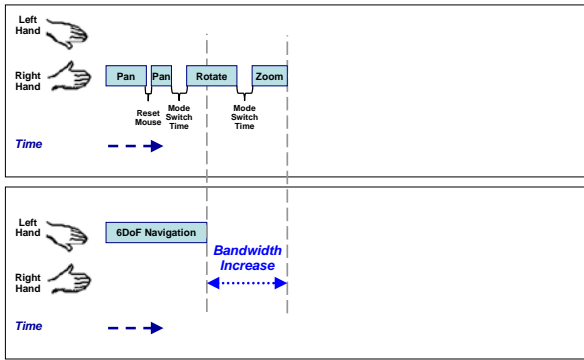 Left
Hand
Right
Hand
Pan
Pan
Rotate
Zoom
Reset
Mouse
Mode
Switch
Time
Mode
Switch
Time
Time
Left
Hand
6DoF Navigation
Bandwidth
Increase
Right
Hand
Time